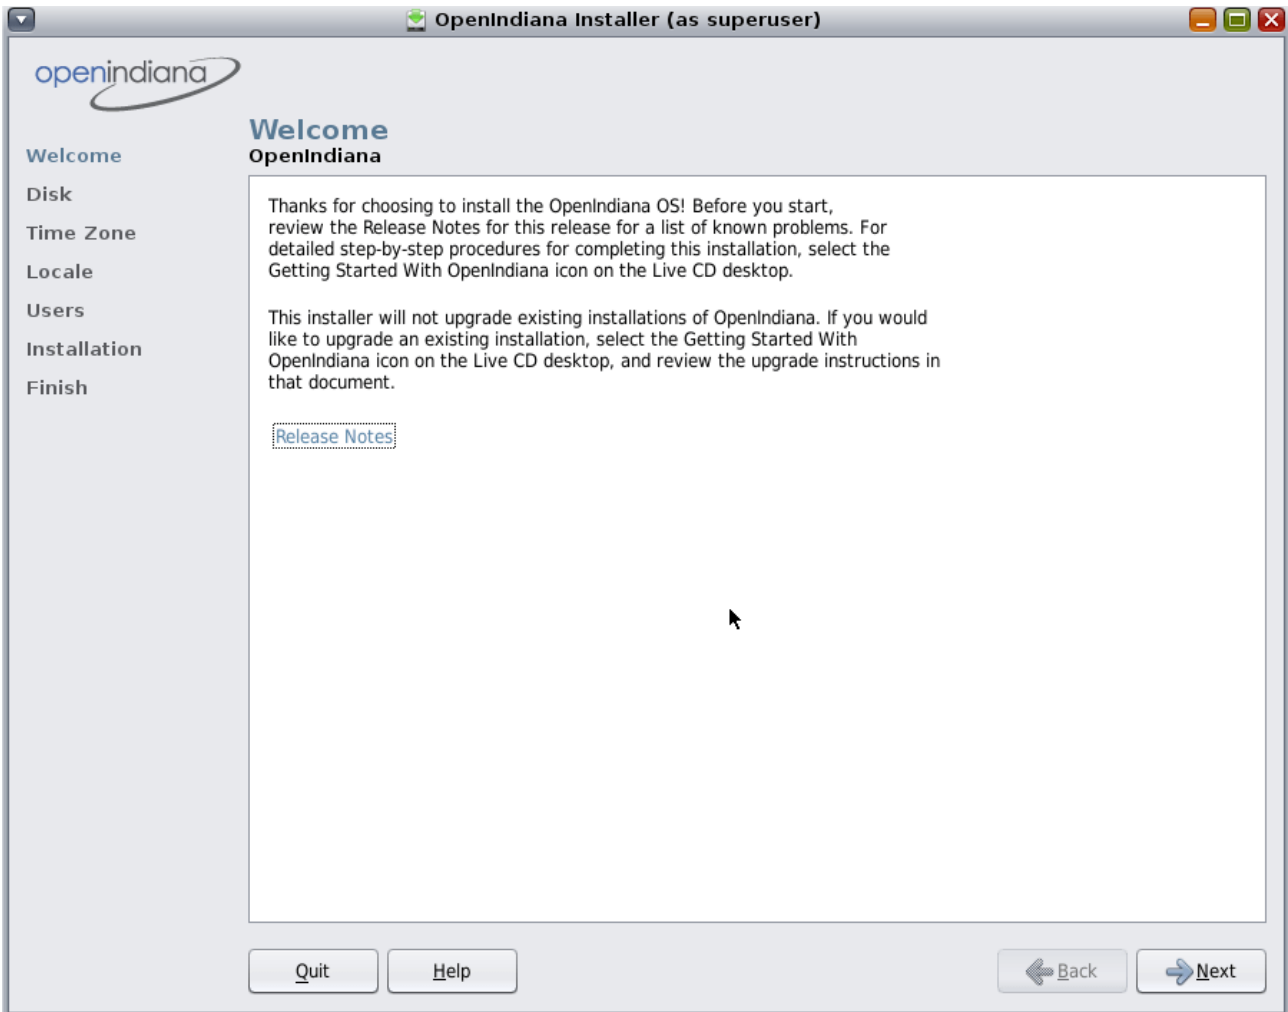 OpenIndiana Installer (as superuser)
openindiana
Welcome
Disk
Time Zone
Locale
Users
Installation
Finish
Welcome
OpenIndiana
Thanks for choosing to install the OpenIndiana OS! Before you start,
review the Release Notes for this release for a list of known problems. For
detailed step-by-step procedures for completing this installation, select the
Getting Started With OpenIndiana icon on the Live CD desktop.
This installer will not upgrade existing installations of OpenIndiana. If you would
like to upgrade an existing installation, select the Getting Started With
OpenIndiana icon on the Live CD desktop, and review the upgrade instructions in
that document.
Release Notes
Quit
Help
Back
Next